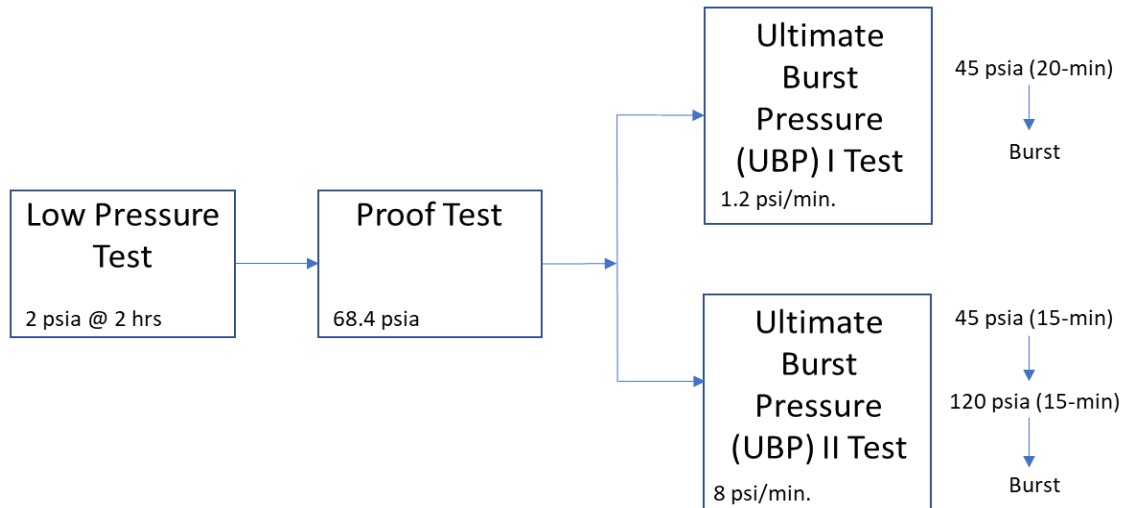 Low Pressure
Test
2 psia @ 2 hrs
Proof Test
68.4 psia
Ultimate
Burst
Pressure
(UBP) I Test
1.2 psi/min.
45 psia (20-min)
Burst
Ultimate
Burst
Pressure
(UBP) II Test
8 psi/min.
45 psia (15-min)
120 psia (15-min)
Burst